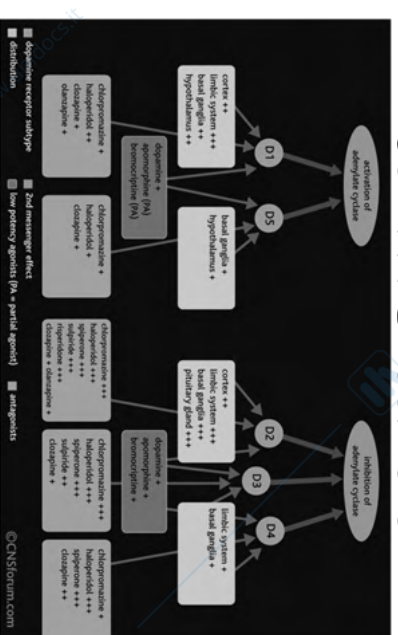 activation of
adenylate cyclase
inhibition of
adenylate cyclase
D1
D5
D2
D3
D4
cortex ++
limbic system +++
basal ganglia ++
hypothalamus ++
basal ganglia +
hypothalamus +
cortex ++
limbic system +++
basal ganglia +++
pituitary gland +++
limbic system +
basal ganglia +
dopamine +
apomorphine (PA)
bromocriptine (PA)
dopamine +
apomorphine +
bromocriptine +
chlorpromazine +
haloperidol ++
clozapine +
olanzapine +
chlorpromazine +
haloperidol +
clozapine +
chlorpromazine +++
haloperidol +++
spiperone +++
sulpiride +++
risperidone +++
clozapine + olanzapine +
chlorpromazine +++
haloperidol +++
spiperone +++
sulpiride ++
clozapine +
chlorpromazine +
haloperidol +++
spiperone +++
clozapine ++
dopamine receptor subtype
2nd messenger effect
antagonists
distribution
low potency agonists (PA = partial agonist)
©CNSforum.com